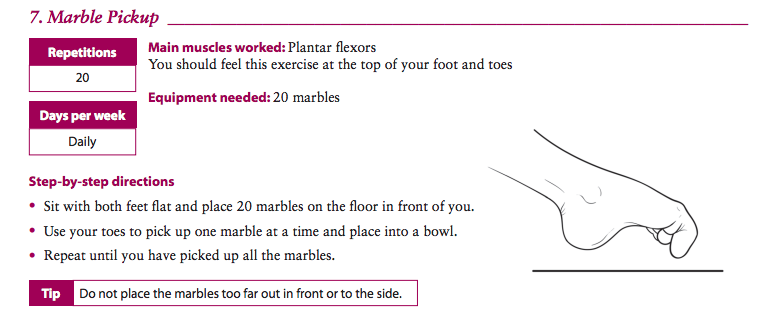 7. Marble Pickup
Repetitions
20
Main muscles worked: Plantar flexors
You should feel this exercise at the top of your foot and toes
Equipment needed: 20 marbles
Days per week
Daily
Step-by-step directions
• Sit with both feet flat and place 20 marbles on the floor in front of you.
• Use your toes to pick up one marble at a time and place into a bowl.
• Repeat until you have picked up all the marbles.
Tip Do not place the marbles too far out in front or to the side.